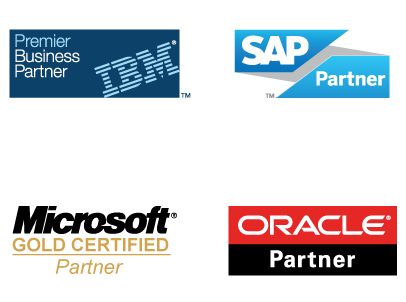 Premier
Business
Partner
IBM®
™
SAP
Partner
™
Microsoft®
GOLD CERTIFIED
Partner
ORACLE®
Partner